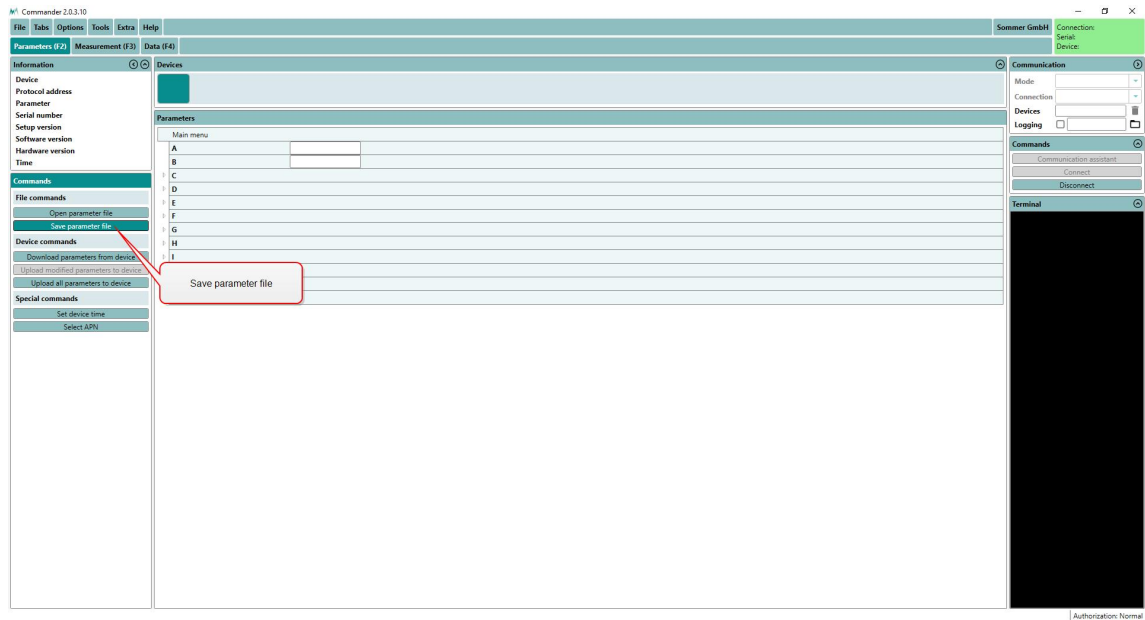 Commander 2.0.3.10
File Tabs Options Tools Extra Help
Sommer GmbH
Connection:
Serial:
Device:
Parameters (F2) Measurement (F3) Data (F4)
Information
Device
Protocol address
Parameter
Serial number
Setup version
Software version
Hardware version
Time
Commands
File commands
Open parameter file
Save parameter file
Device commands
Download parameters from device
Upload modified parameters to device
Upload all parameters to device
Special commands
Set device time
Select APN
Devices
Parameters
Main menu
A
B
C
D
E
F
G
H
I
Save parameter file
Communication
Mode
Connection
Devices
Logging
Commands
Communication assistant
Connect
Disconnect
Terminal
Authorization: Normal